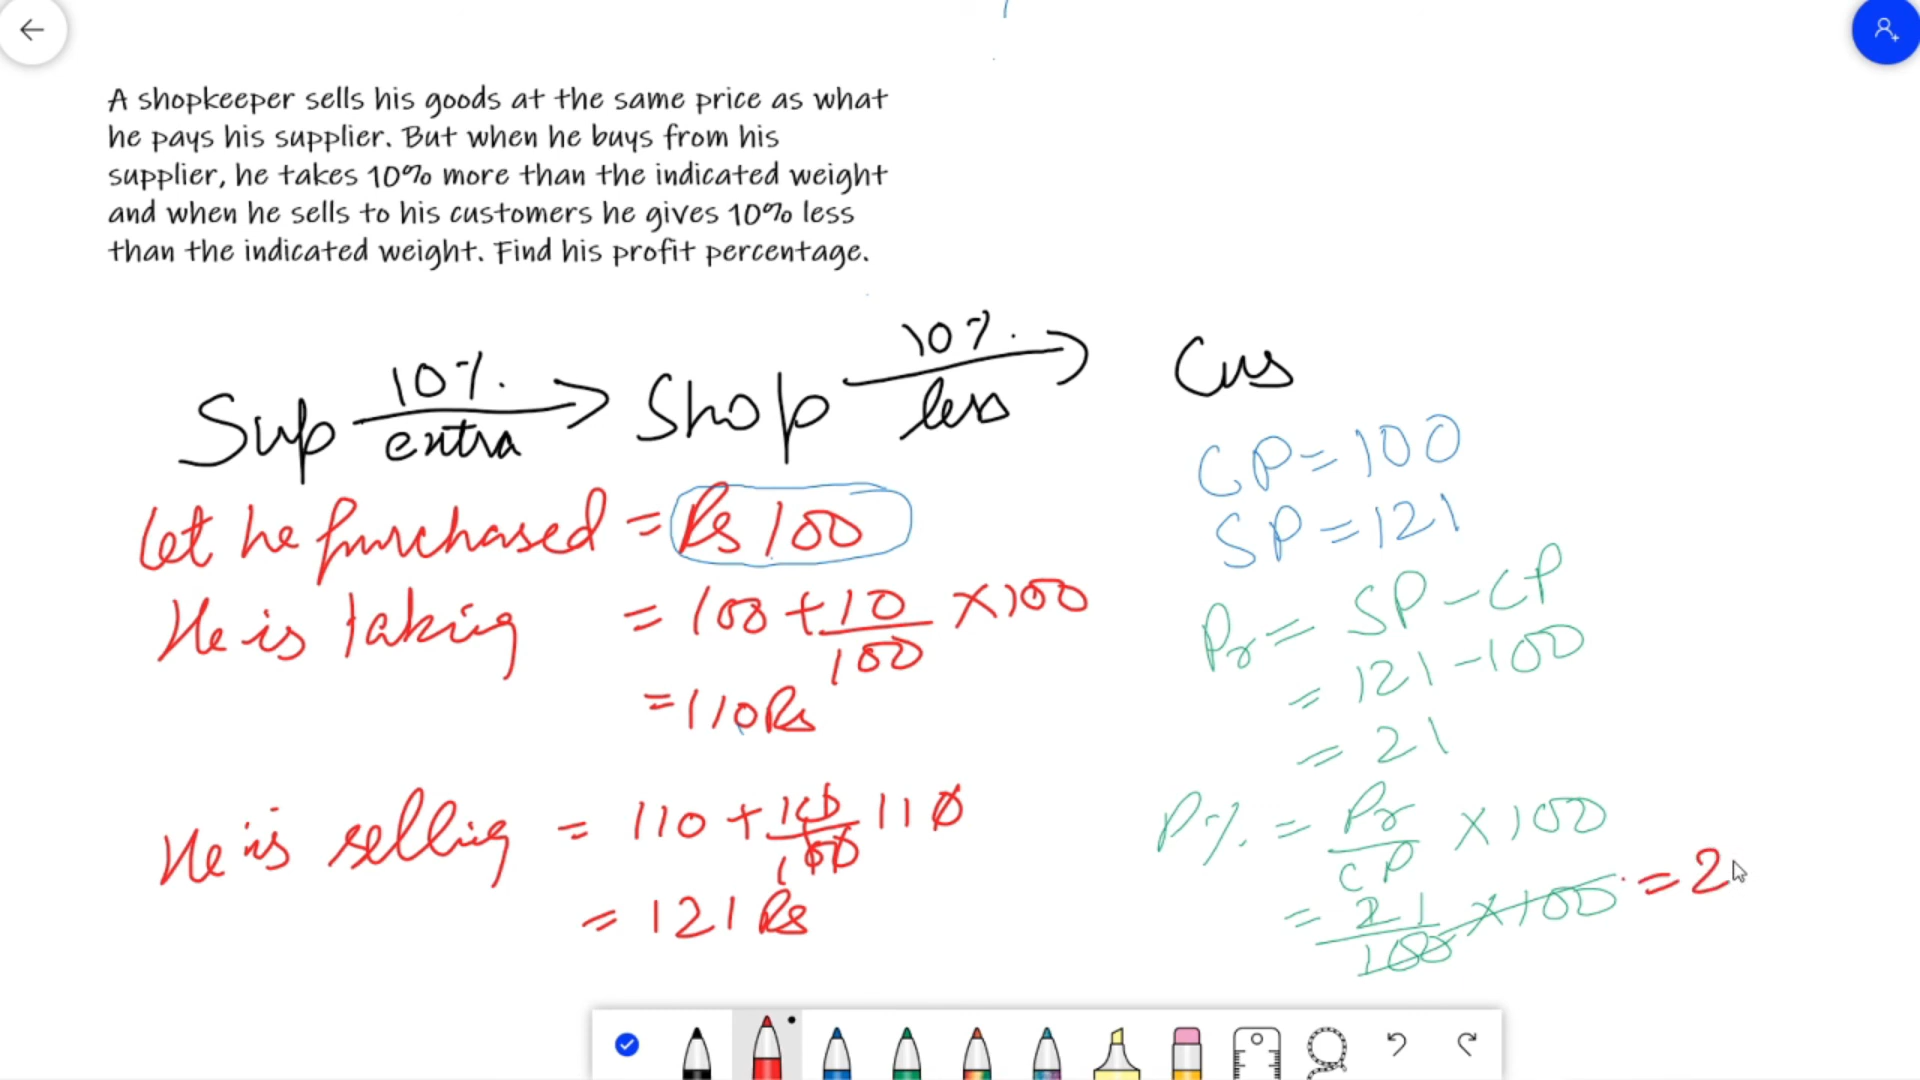 A shopkeeper sells his goods at the same price as what
he pays his supplier. But when he buys from his
supplier, he takes 10% more than the indicated weight
and when he sells to his customers he gives 10% less
than the indicated weight. Find his profit percentage.
Sup 10% extra → Shop 10% less → Cus
Let he purchased = Rs 100
He is taking = 100 + 10/100 × 100
= 110 Rs
He is sellig = 110 + 10/100 110
= 121 Rs
CP = 100
SP = 121
Pr = SP - CP
= 121 - 100
= 21
P% = Pr/CP × 100
= 21/100 × 100 = 2